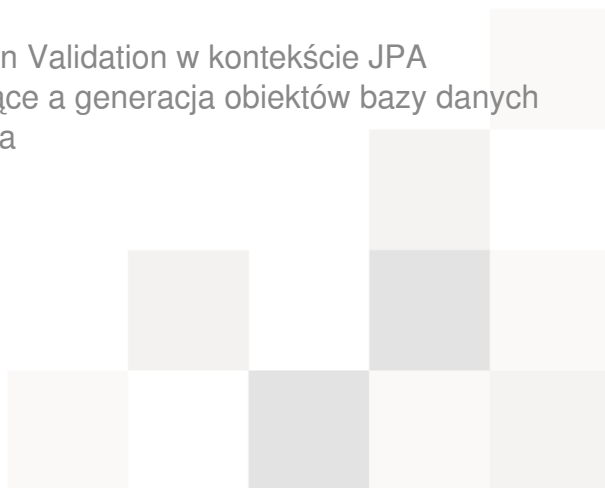 n Validation w kontekście JPA
ące a generacja obiektów bazy danych
a